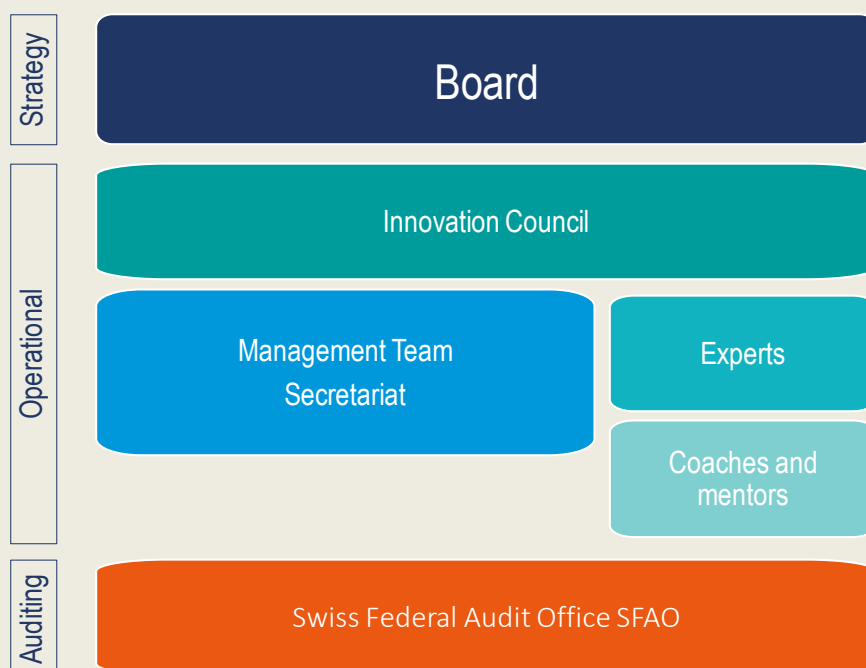 Strategy
Board
Operational
Innovation Council
Management Team
Secretariat
Experts
Coaches and
mentors
Auditing
Swiss Federal Audit Office SFAO